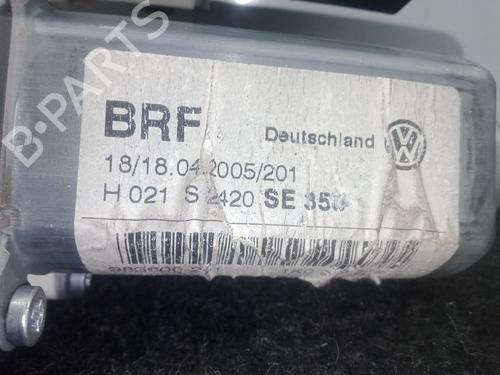 B-PARTS
BRF Deutschland
18/18.04.2005/201
H 021 S 2420 SE 35